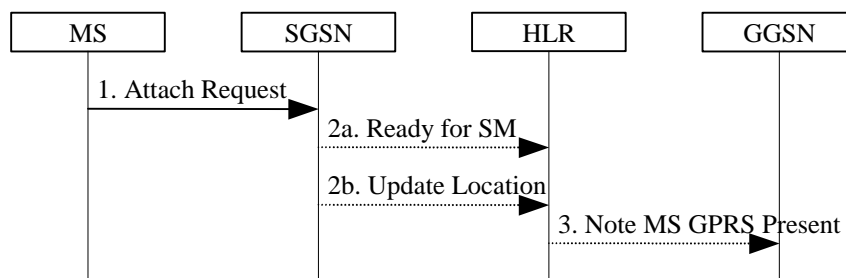 MS
SGSN
HLR
GGSN
1. Attach Request
2a. Ready for SM
2b. Update Location
3. Note MS GPRS Present